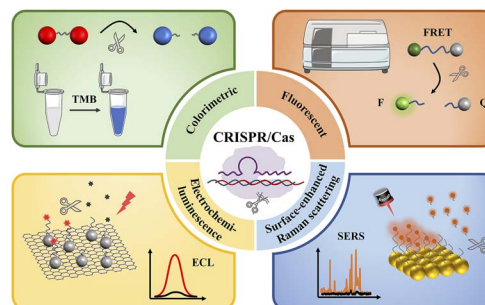 TMB
FRET
F
Q
Colorimetric
Fluorescent
CRISPR/Cas
Electrochemi-
luminescence
Surface-enhanced
Raman scattering
ECL
SERS